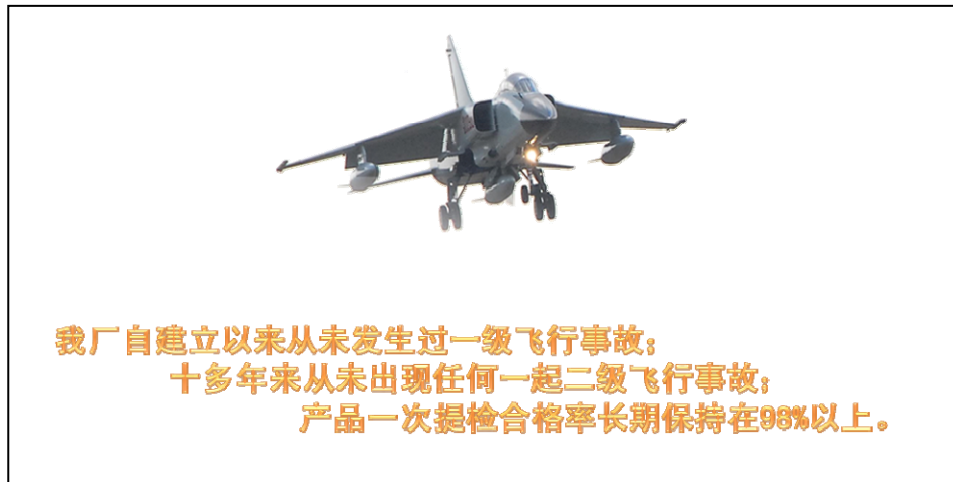 我厂自建立以来从未发生过一级飞行事故；
十多年来从未出现任何一起二级飞行事故；
产品一次提检合格率长期保持在98%以上。